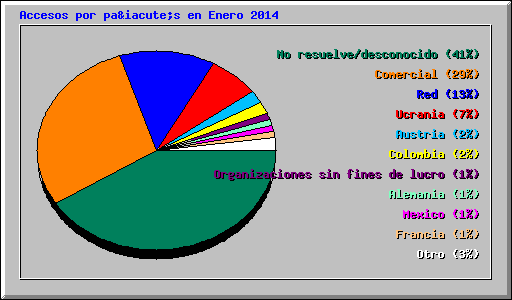 Accesos por pa&iacute;s en Enero 2014
No resuelve/desconocido (41%)
Comercial (29%)
Red (13%)
Ucrania (7%)
Austria (2%)
Colombia (2%)
Organizaciones sin fines de lucro (1%)
Alemania (1%)
Mexico (1%)
Francia (1%)
Otro (3%)